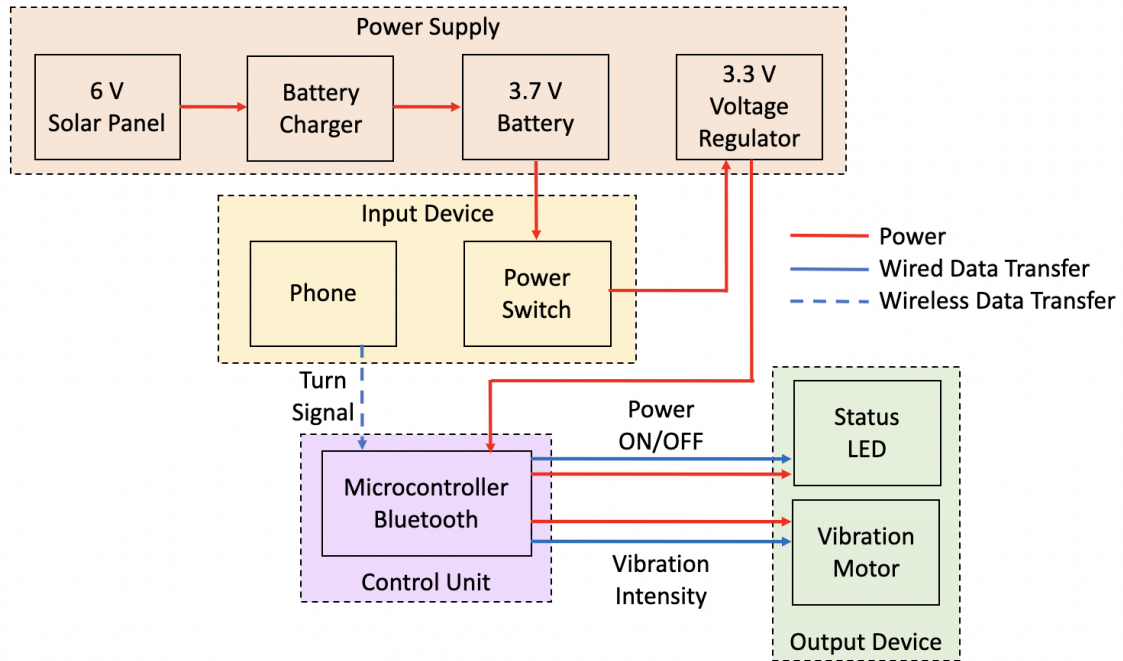 Power Supply
6 V
Solar Panel
Battery
Charger
3.7 V
Battery
3.3 V
Voltage
Regulator
Input Device
Phone
Power
Switch
Power
Wired Data Transfer
Wireless Data Transfer
Turn
Signal
Power
ON/OFF
Status
LED
Microcontroller
Bluetooth
Control Unit
Vibration
Intensity
Vibration
Motor
Output Device